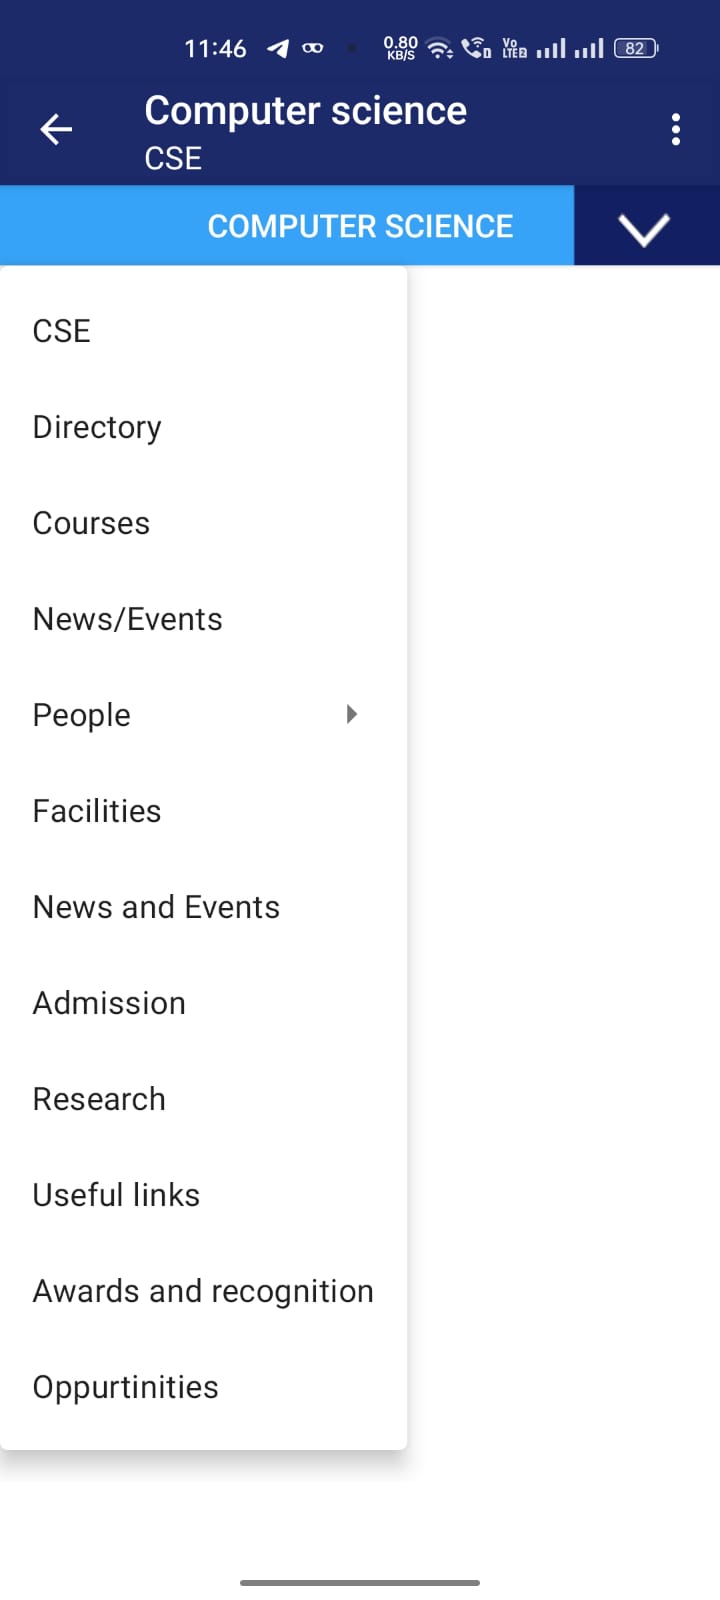 11:46 0.80 KB/S Vo LTE2 82
Computer science
CSE
COMPUTER SCIENCE
CSE
Directory
Courses
News/Events
People
Facilities
News and Events
Admission
Research
Useful links
Awards and recognition
Oppurtinities